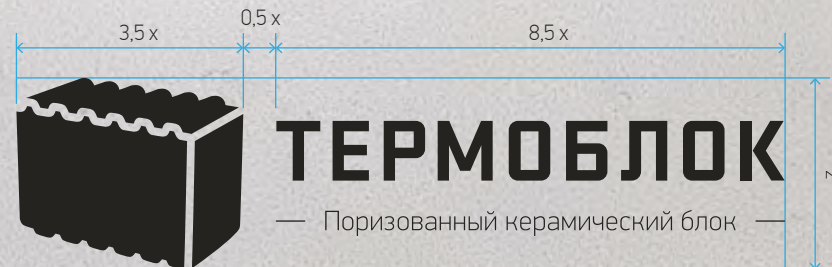 3,5 x
0,5 x
8,5 x
ТЕРМОБЛОК
— Поризованный керамический блок —